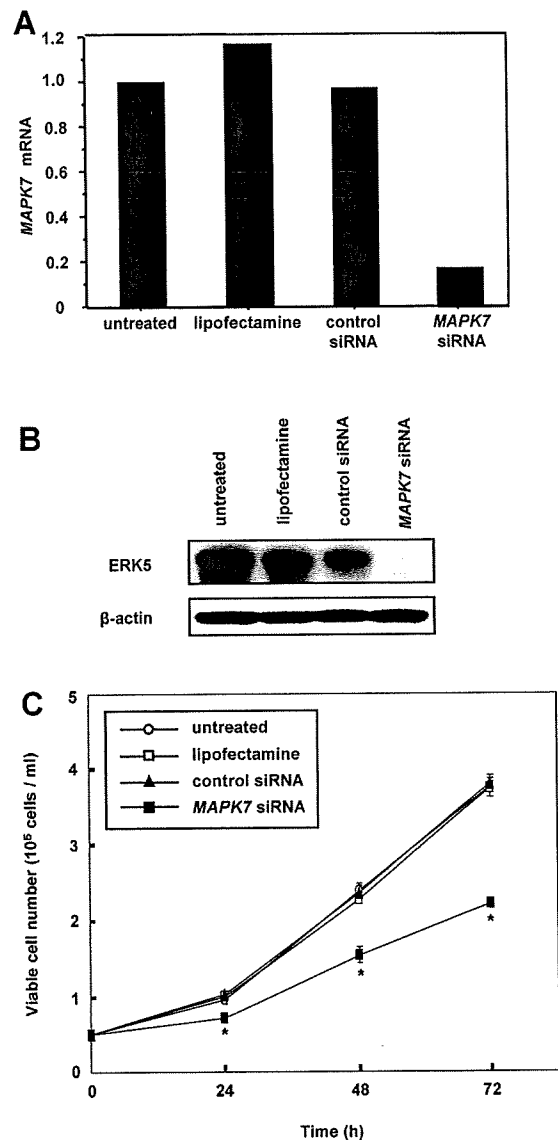 A
1.2
1.0
0.8
0.6
0.4
0.2
0
MAPK7 mRNA
untreated
lipofectamine
control
siRNA
MAPK7
siRNA
B
untreated
lipofectamine
control siRNA
MAPK7 siRNA
ERK5
β-actin
C
5
4
3
2
1
0
Viable cell number (10⁵ cells / ml)
untreated
lipofectamine
control siRNA
MAPK7 siRNA
*
*
*
0
24
48
72
Time (h)